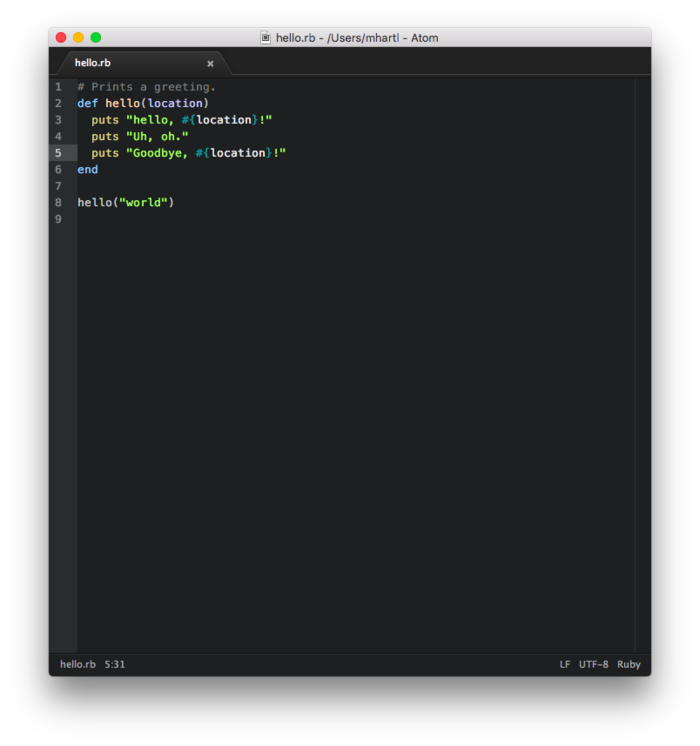 hello.rb - /Users/mhartl - Atom
hello.rb ×
1 # Prints a greeting.
2 def hello(location)
3   puts "hello, #{location}!"
4   puts "Uh, oh."
5   puts "Goodbye, #{location}!"
6 end
7
8 hello("world")
9
hello.rb 5:31 LF UTF-8 Ruby